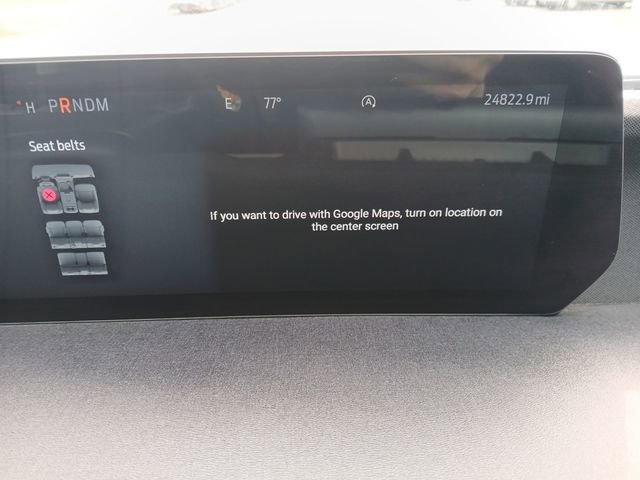 H PRNDM E 77° A 24822.9 mi
Seat belts
If you want to drive with Google Maps, turn on location on
the center screen